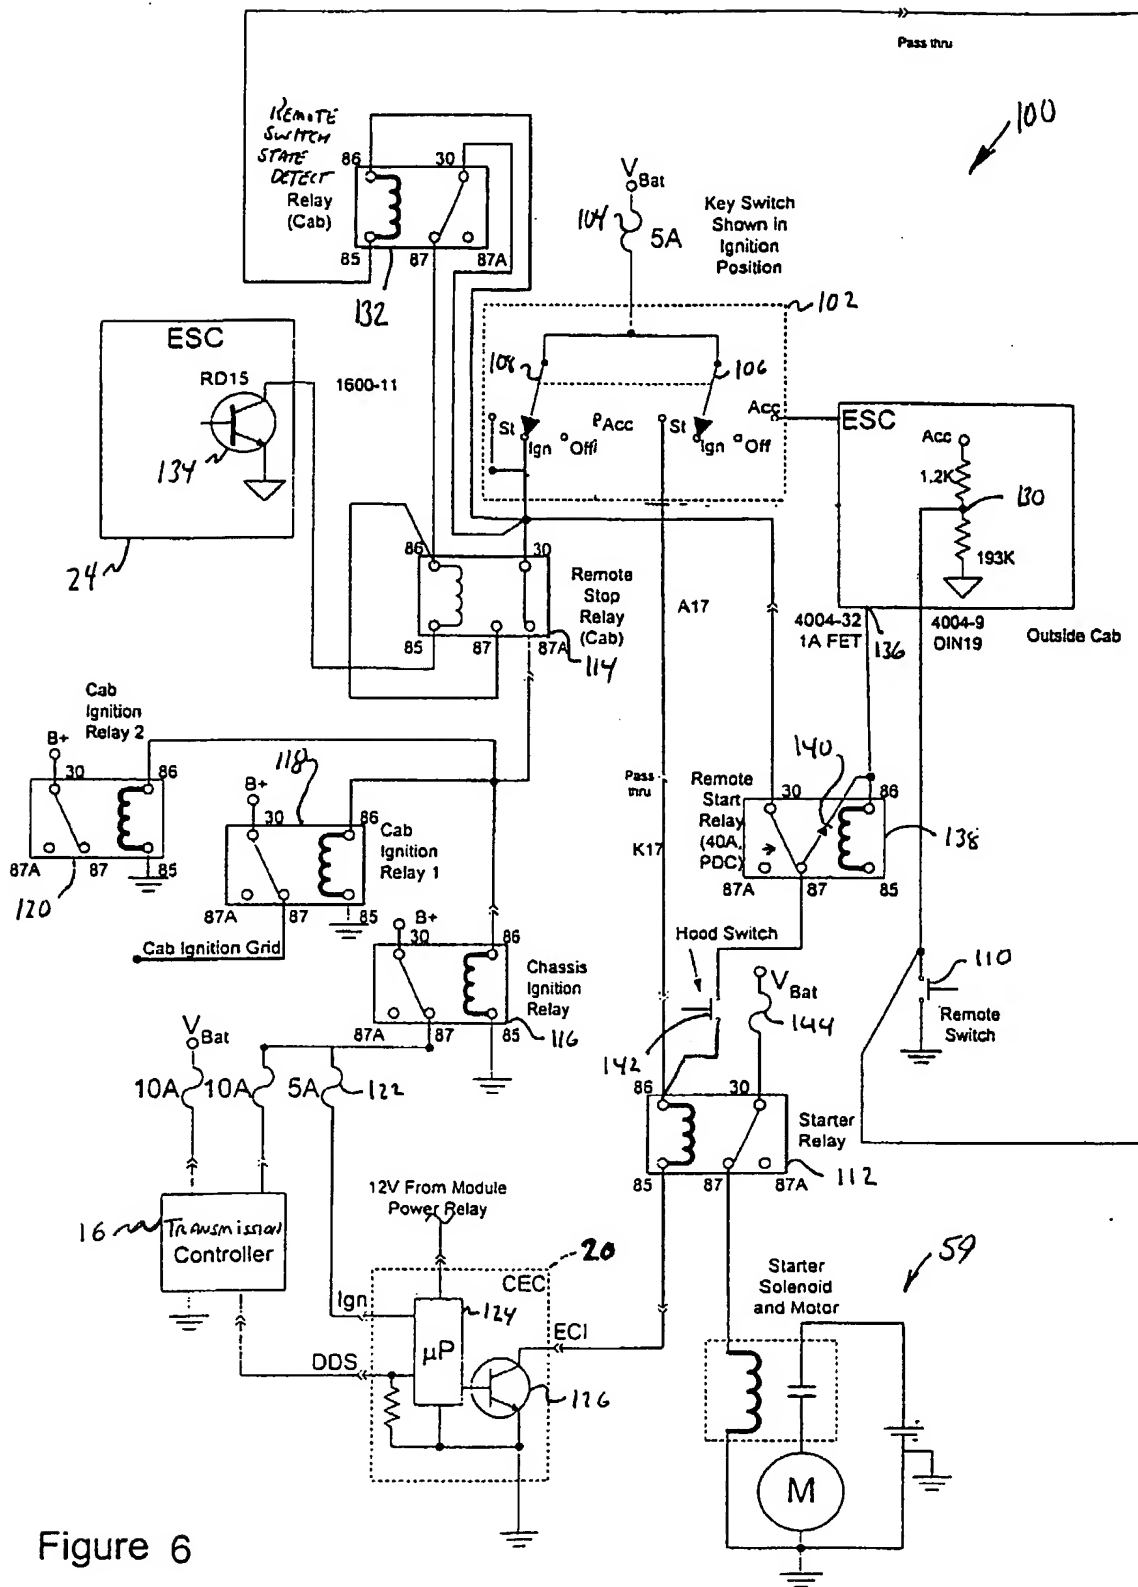 Pass thru
100
REMOTE
SWITCH
STATE
DETECT
Relay
(Cab)
86
30
85
87
87A
132
V Bat
104
5A
Key Switch
Shown in
Ignition
Position
102
108
106
St
Ign
Off
Acc
St
Ign
Off
Acc
ESC
RD15
134
24
1600-11
ESC
Acc
1.2K
130
193K
4004-32
1A FET
136
4004-9
DIN19
Outside Cab
86
30
85
87
87A
Remote
Stop
Relay
(Cab)
114
A17
Pass
thru
K17
Cab
Ignition
Relay 2
B+
30
86
87A
87
85
120
118
B+
30
86
Cab
Ignition
Relay 1
87A
87
85
Cab Ignition Grid
B+
30
86
Chassis
Ignition
Relay
87A
87
85
116
140
Remote
Start
Relay
(40A,
PDC)
30
86
138
87A
87
85
Hood Switch
142
V Bat
144
110
Remote
Switch
V Bat
10A
10A
5A
122
86
30
Starter
Relay
85
87
87A
112
16
TRANSMISSION
Controller
12V From Module
Power Relay
20
CEC
Ign
124
µP
DDS
ECI
126
59
Starter
Solenoid
and Motor
M
Figure 6